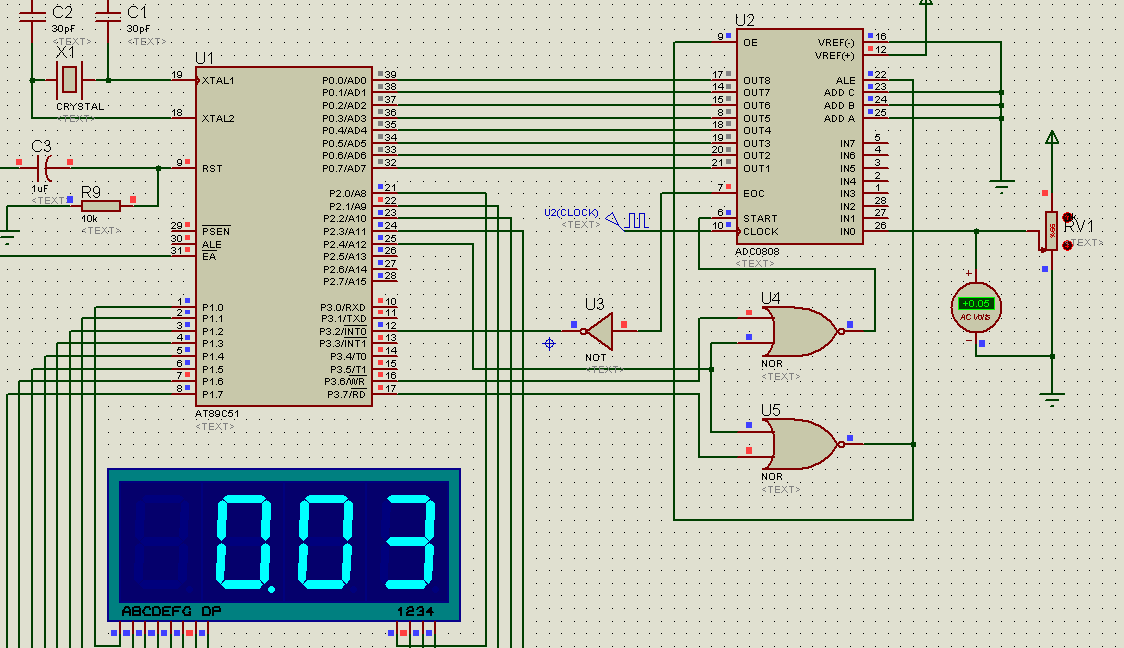 C2
30pF
<TEXT>
C1
30pF
<TEXT>
X1
CRYSTAL
<TEXT>
C3
1uF
<TEXT>
R9
10k
<TEXT>
U1
19 XTAL1
18 XTAL2
9 RST
29 PSEN
30 ALE
31 EA
1 P1.0
2 P1.1
3 P1.2
4 P1.3
5 P1.4
6 P1.5
7 P1.6
8 P1.7
P0.0/AD0 39
P0.1/AD1 38
P0.2/AD2 37
P0.3/AD3 36
P0.4/AD4 35
P0.5/AD5 34
P0.6/AD6 33
P0.7/AD7 32
P2.0/A8 21
P2.1/A9 22
P2.2/A10 23
P2.3/A11 24
P2.4/A12 25
P2.5/A13 26
P2.6/A14 27
P2.7/A15 28
P3.0/RXD 10
P3.1/TXD 11
P3.2/INT0 12
P3.3/INT1 13
P3.4/T0 14
P3.5/T1 15
P3.6/WR 16
P3.7/RD 17
AT89C51
<TEXT>
U2
9 OE
17 OUT8
14 OUT7
15 OUT6
8 OUT5
18 OUT4
19 OUT3
20 OUT2
21 OUT1
7 EOC
6 START
10 CLOCK
VREF(-) 16
VREF(+) 12
ALE 22
ADD C 23
ADD B 24
ADD A 25
IN7 5
IN6 4
IN5 3
IN4 2
IN3 1
IN2 28
IN1 27
IN0 26
ADC0808
<TEXT>
U2(CLOCK)
<TEXT>
U3
NOT
<TEXT>
U4
NOR
<TEXT>
U5
NOR
<TEXT>
RV1
<TEXT>
+
+0.05
AC Volts
0.03
ABCDEFG DP
1234